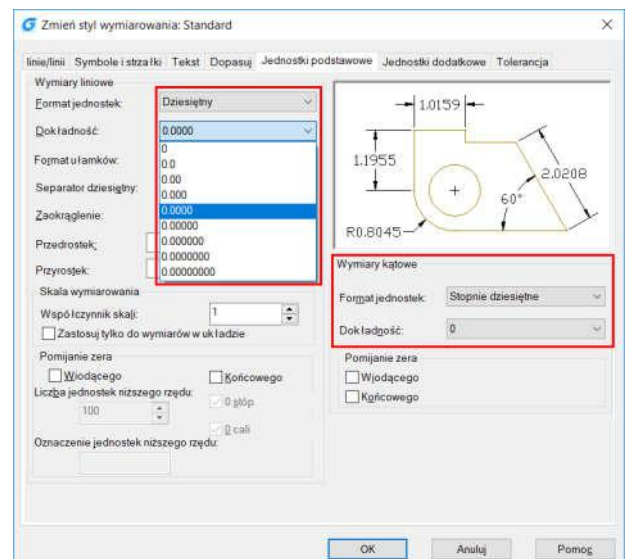 Zmień styl wymiarowania: Standard
linie/linii Symbole i strzałki Tekst Dopasuj Jednostki podstawowe Jednostki dodatkowe Tolerancja
Wymiary liniowe
Format jednostek: Dziesiętny
Dokładność: 0.0000
0
0.0
0.00
0.000
0.0000
0.00000
0.000000
0.0000000
0.00000000
Format ułamków:
Separator dziesiętny:
Zaokrąglenie:
Przedrostek:
Przyrostek:
Skala wymiarowania
Współczynnik skali: 1
Zastosuj tylko do wymiarów w układzie
Pomijanie zera
Wiodącego Końcowego
Liczba jednostek niższego rzędu: 0 stóp
100
0 cali
Oznaczenie jednostek niższego rzędu:
1.0159
1.1955
2.0208
60°
R0.8045
Wymiary kątowe
Format jednostek: Stopnie dziesiętne
Dokładność: 0
Pomijanie zera
Wiodącego
Końcowego
OK Anuluj Pomoc